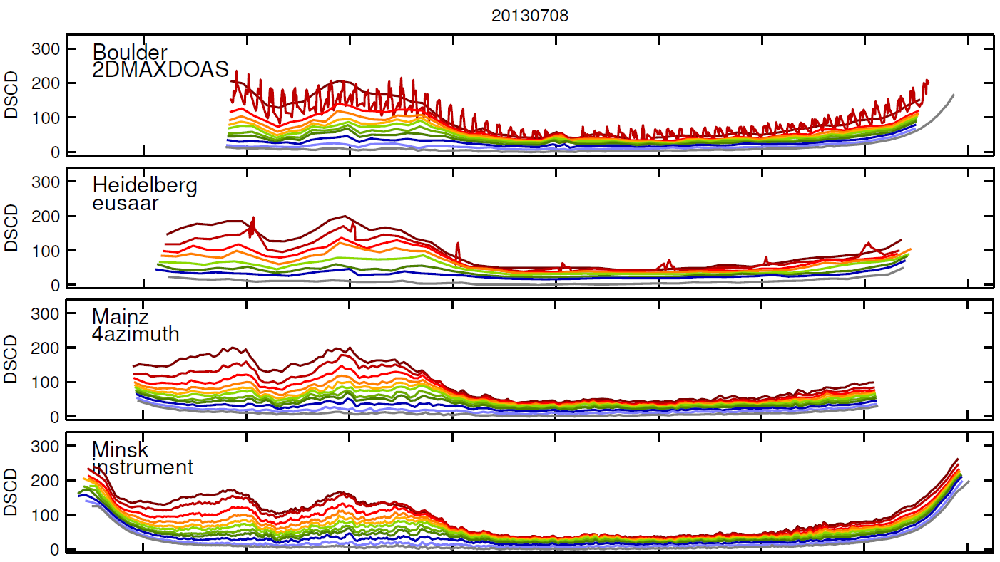 20130708
300
200
100
0
DSCD
Boulder
2DMAXDOAS
300
200
100
0
DSCD
Heidelberg
eusaar
300
200
100
0
DSCD
Mainz
4azimuth
300
200
100
0
DSCD
Minsk
instrument